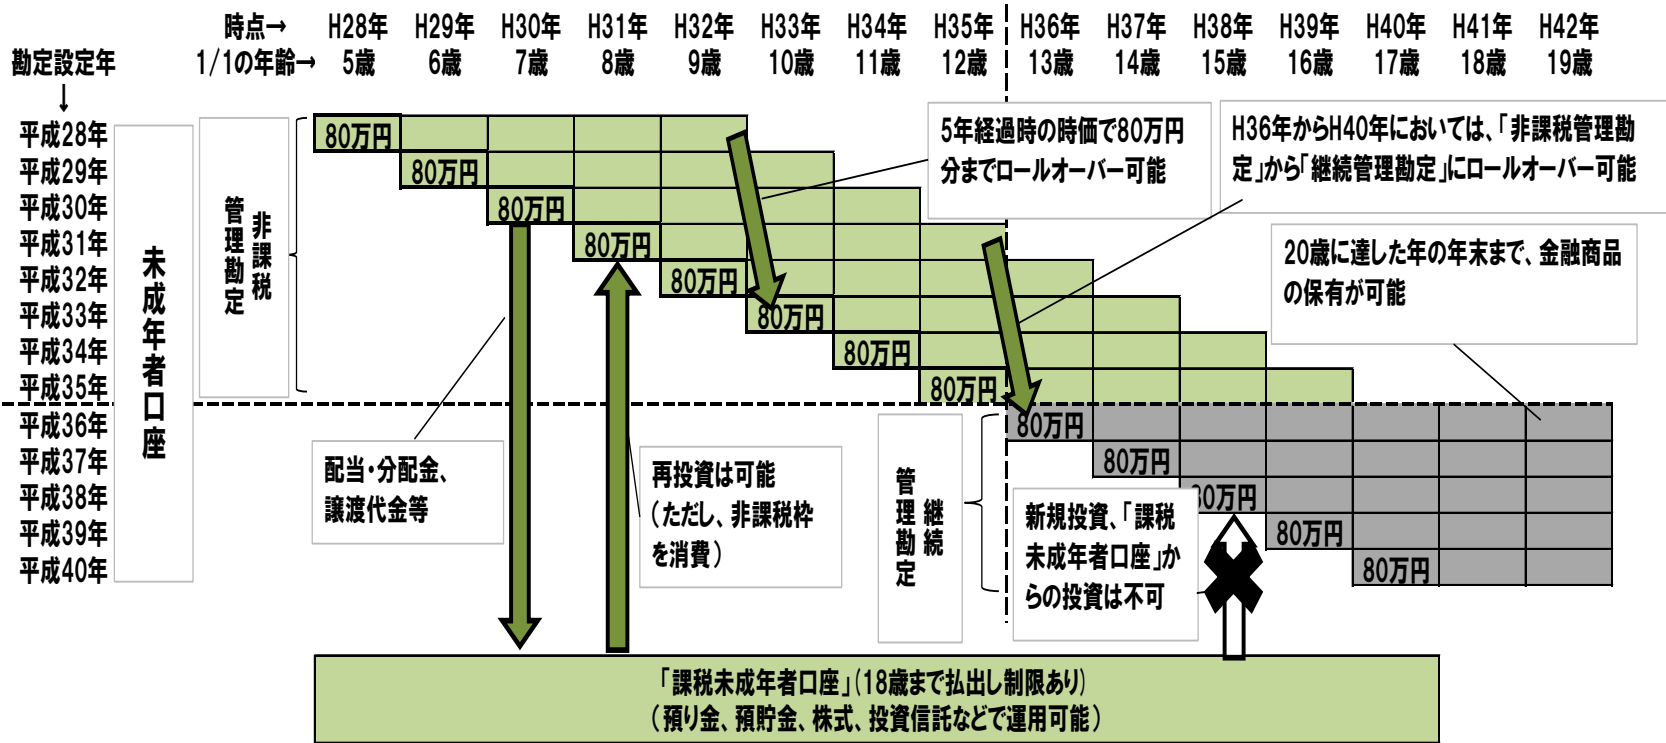 時点→ H28年 H29年 H30年 H31年 H32年 H33年 H34年 H35年 H36年 H37年 H38年 H39年 H40年 H41年 H42年
勘定設定年 1/1の年齢→ 5歳 6歳 7歳 8歳 9歳 10歳 11歳 12歳 13歳 14歳 15歳 16歳 17歳 18歳 19歳
↓
平成28年
平成29年
平成30年
平成31年
平成32年
平成33年
平成34年
平成35年
平成36年
平成37年
平成38年
平成39年
平成40年
未成年者口座
非課税
管理勘定
80万円
80万円
80万円
80万円
80万円
80万円
80万円
80万円
5年経過時の時価で80万円
分までロールオーバー可能
H36年からH40年においては、「非課税管理勘
定」から「継続管理勘定」にロールオーバー可能
20歳に達した年の年末まで、金融商品
の保有が可能
配当・分配金、
譲渡代金等
再投資は可能
（ただし、非課税枠
を消費）
継続
管理勘定
80万円
80万円
80万円
80万円
80万円
新規投資、「課税
未成年者口座」か
らの投資は不可
「課税未成年者口座」(18歳まで払出し制限あり)
（預り金、預貯金、株式、投資信託などで運用可能）